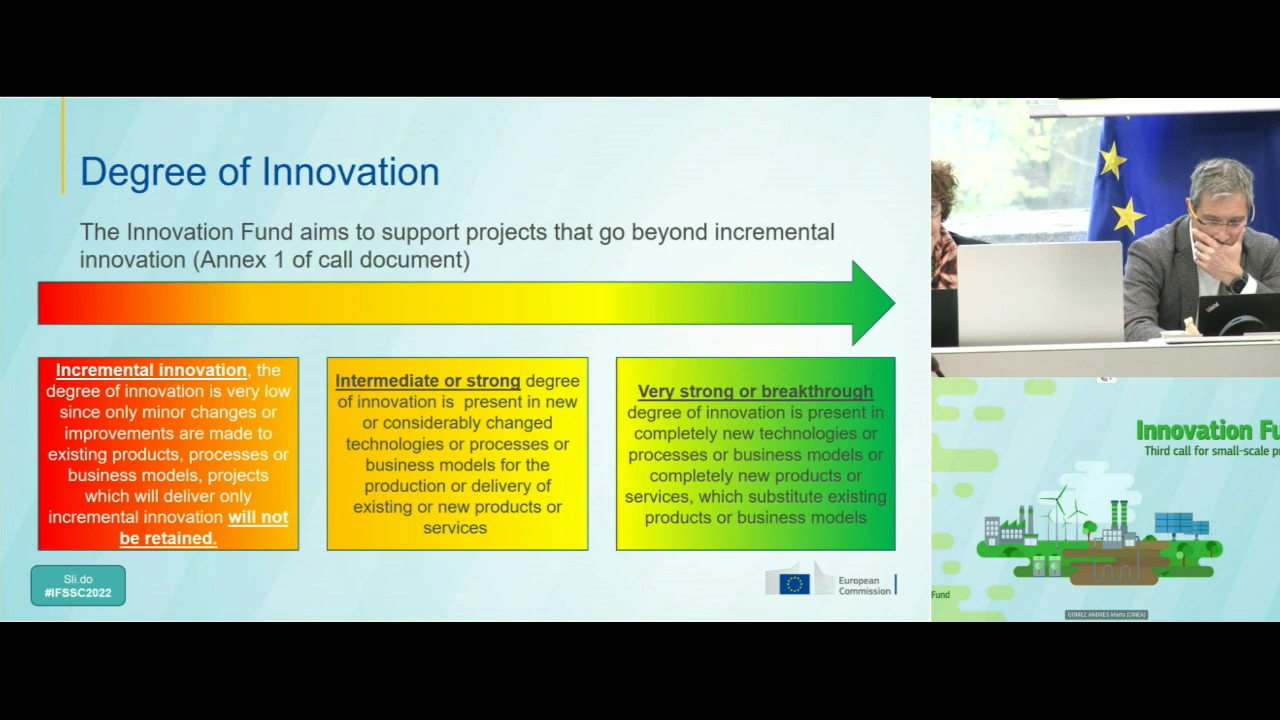 Degree of Innovation
The Innovation Fund aims to support projects that go beyond incremental
innovation (Annex 1 of call document)
Incremental innovation, the
degree of innovation is very low
since only minor changes or
improvements are made to
existing products, processes or
business models, projects
which will deliver only
incremental innovation will not
be retained.
Intermediate or strong degree
of innovation is present in new
or considerably changed
technologies or processes or
business models for the
production or delivery of
existing or new products or
services
Very strong or breakthrough
degree of innovation is present in
completely new technologies or
processes or business models or
completely new products or
services, which substitute existing
products or business models
Sli.do
#IFSSC2022
European
Commission
Innovation Fu
Third call for small-scale p
Fund
GOMEZ ANDRES Marta (CINEA)